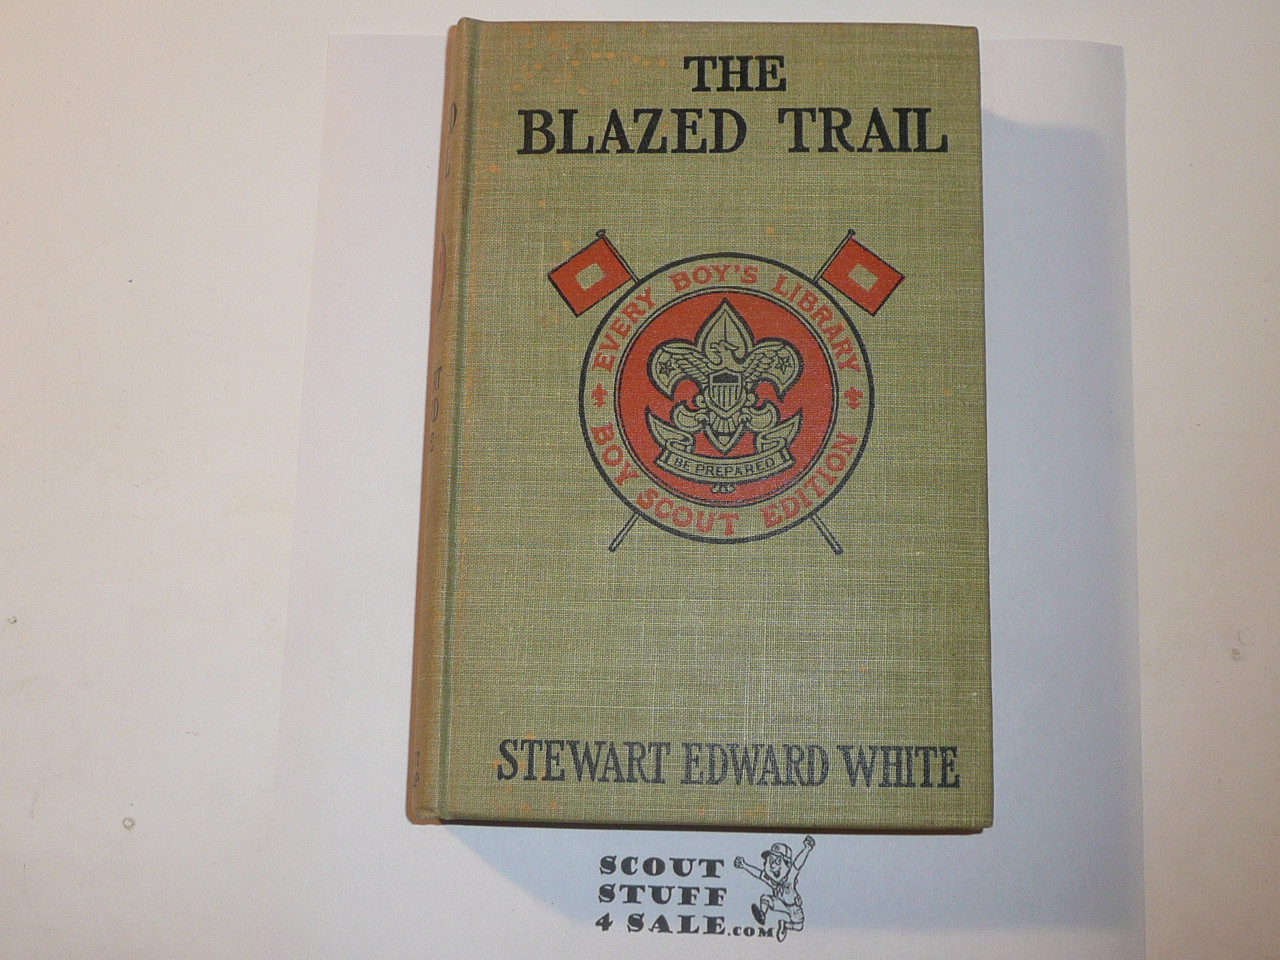 THE
BLAZED TRAIL
EVERY BOY'S LIBRARY
BE PREPARED
BOY SCOUT EDITION
STEWART EDWARD WHITE
SCOUT
STUFF
4 SALE.COM